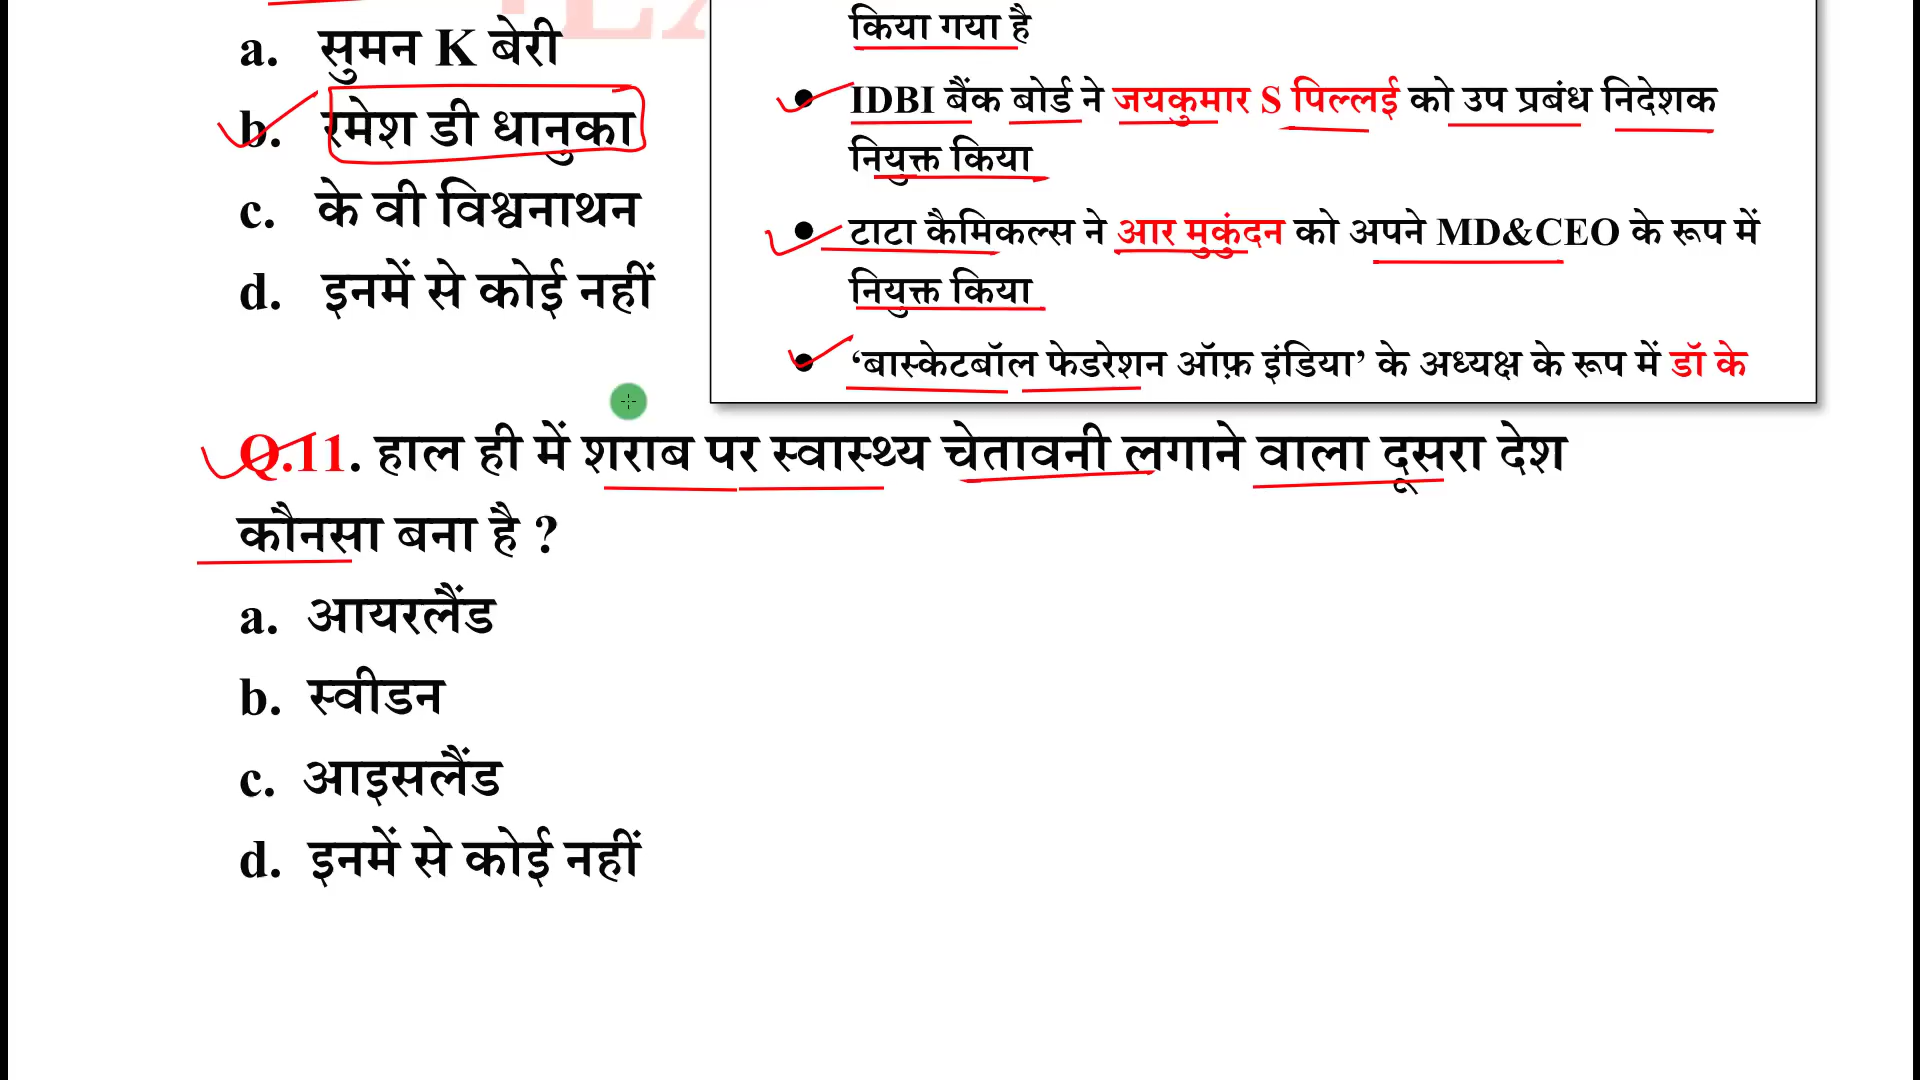 a. सुमन K बेरी
b. रमेश डी धानुका
c. के वी विश्वनाथन
d. इनमें से कोई नहीं
किया गया है
● IDBI बैंक बोर्ड ने जयकुमार S पिल्लई को उप प्रबंध निदेशक
नियुक्त किया
● टाटा कैमिकल्स ने आर मुकुंदन को अपने MD&CEO के रूप में
नियुक्त किया
● ‘बास्केटबॉल फेडरेशन ऑफ़ इंडिया’ के अध्यक्ष के रूप में डॉ के
Q.11. हाल ही में शराब पर स्वास्थ्य चेतावनी लगाने वाला दूसरा देश
कौनसा बना है ?
a. आयरलैंड
b. स्वीडन
c. आइसलैंड
d. इनमें से कोई नहीं